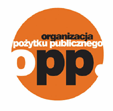 organizacja
pożytku publicznego
opp.